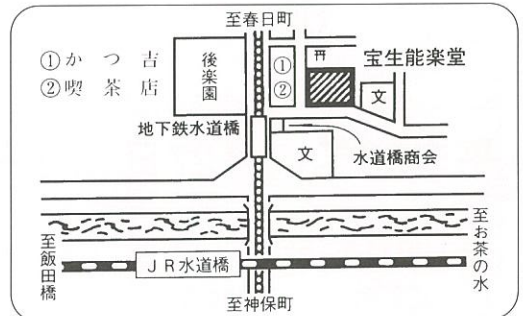 至春日町
①かつ吉
②喫茶店
後楽園
①
②
宝生能楽堂
文
地下鉄水道橋
文
水道橋商会
至飯田橋
至お茶の水
JR水道橋
至神保町